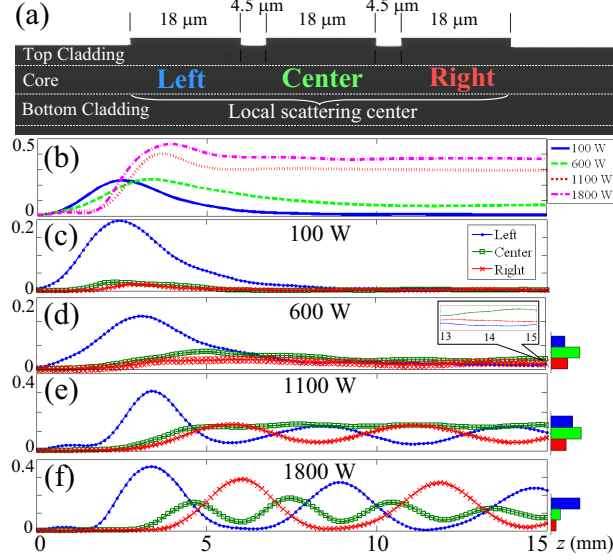 (a)
4.5 μm 4.5 μm
18 μm 18 μm 18 μm
Top Cladding
Core Left Center Right
Bottom Cladding Local scattering center
(b)
0.5
0
100 W
600 W
1100 W
1800 W
(c) 100 W
0.2
0
Left
Center
Right
(d) 600 W
0.2
0
13 14 15
(e) 1100 W
0.4
0
(f) 1800 W
0.4
0
0 5 10 15 z (mm)